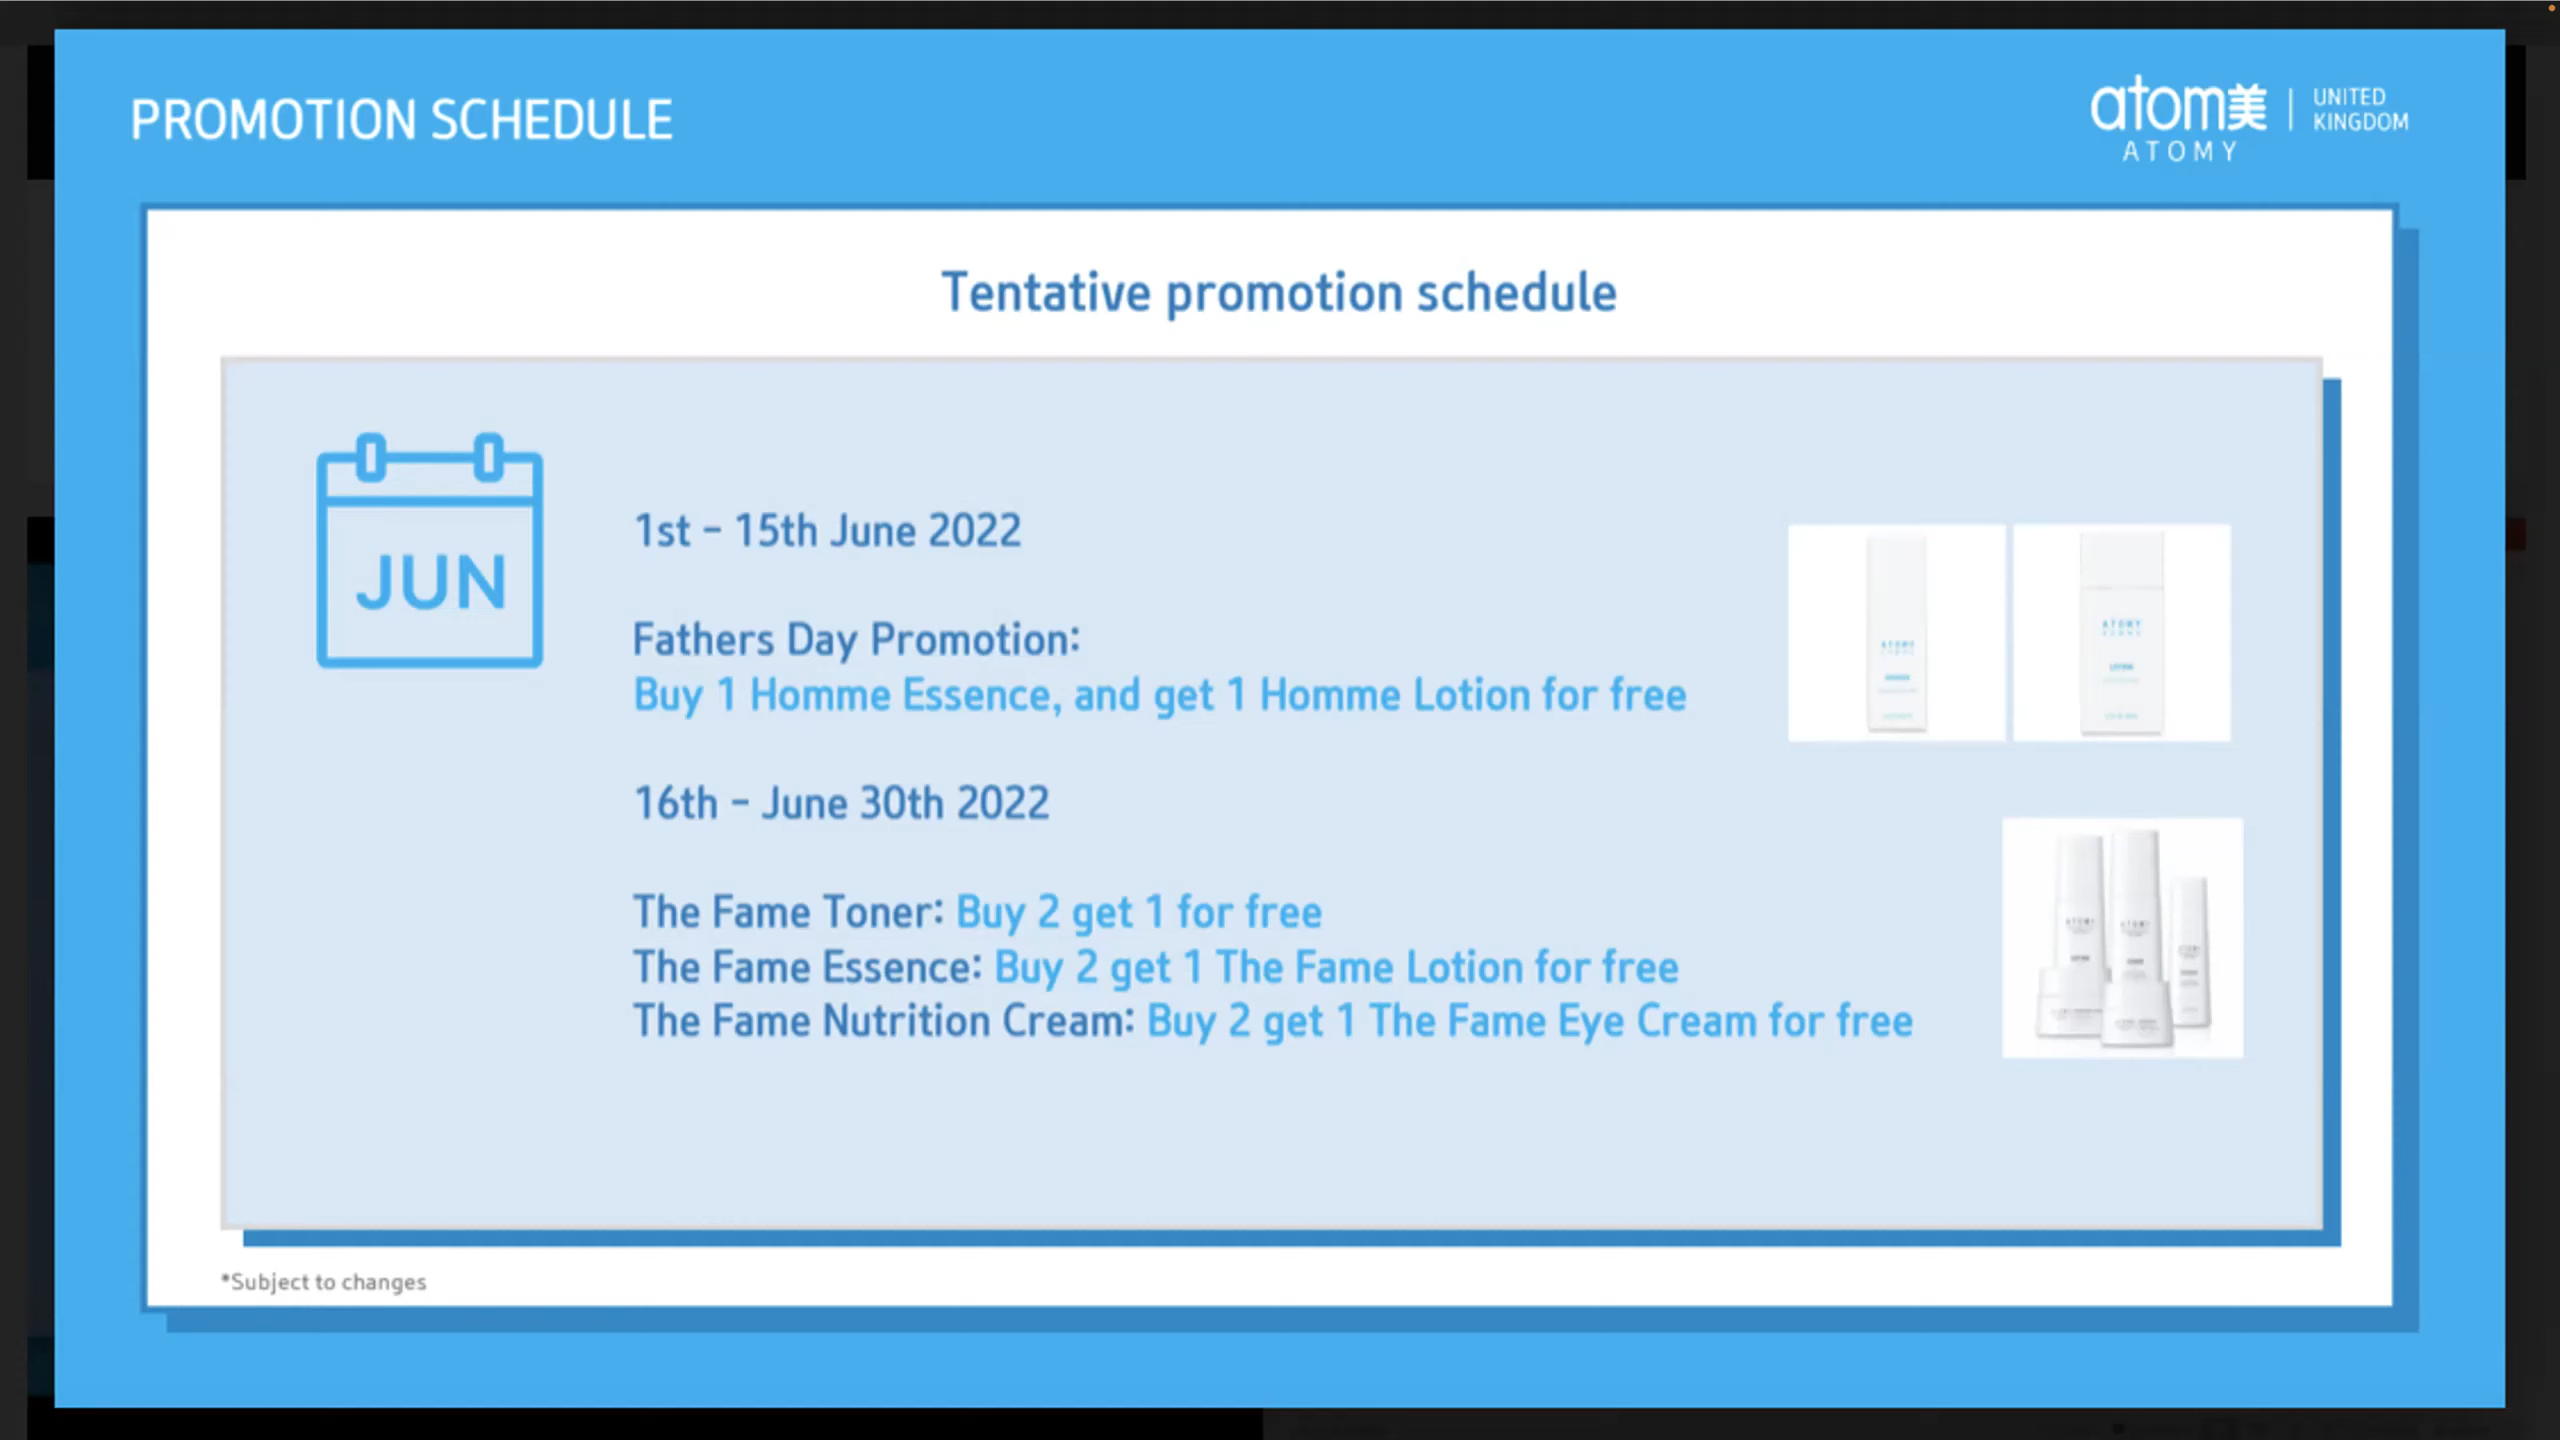 PROMOTION SCHEDULE
atom美
ATOMY
UNITED
KINGDOM
Tentative promotion schedule
JUN
1st - 15th June 2022
Fathers Day Promotion:
Buy 1 Homme Essence, and get 1 Homme Lotion for free
16th - June 30th 2022
The Fame Toner: Buy 2 get 1 for free
The Fame Essence: Buy 2 get 1 The Fame Lotion for free
The Fame Nutrition Cream: Buy 2 get 1 The Fame Eye Cream for free
ATOMY
ATOMY
*Subject to changes